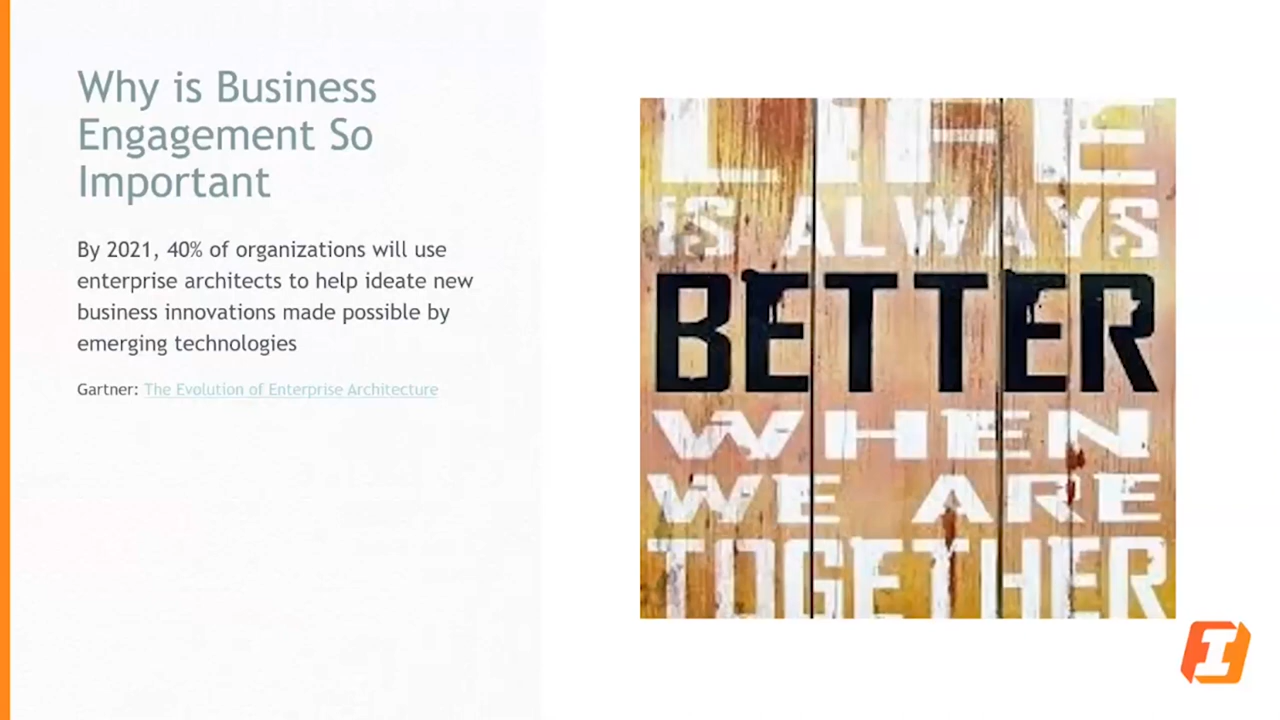 Why is Business
Engagement So
Important
By 2021, 40% of organizations will use
enterprise architects to help ideate new
business innovations made possible by
emerging technologies
Gartner: The Evolution of Enterprise Architecture
LIFE
IS ALWAYS
BETTER
WHEN
WE ARE
TOGETHER
I